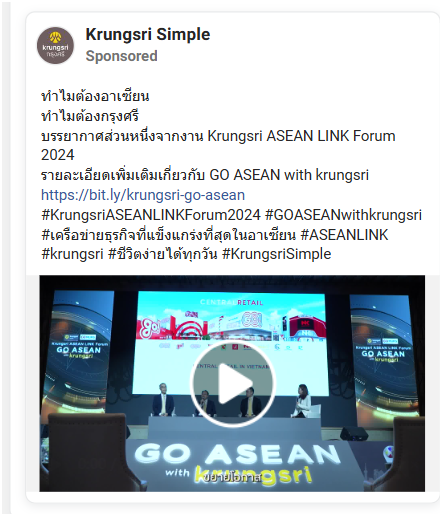 Krungsri Simple
Sponsored
krungsri
กรุงศรี
ทำไมต้องอาเซียน
ทำไมต้องกรุงศรี
บรรยากาศส่วนหนึ่งจากงาน Krungsri ASEAN LINK Forum
2024
รายละเอียดเพิ่มเติมเกี่ยวกับ GO ASEAN with krungsri
https://bit.ly/krungsri-go-asean
#KrungsriASEANLINKForum2024 #GOASEANwithkrungsri
#เครือข่ายธุรกิจที่แข็งแกร่งที่สุดในอาเซียน #ASEANLINK
#krungsri #ชีวิตง่ายได้ทุกวัน #KrungsriSimple
CENTRAL RETAIL
go!
Krungsri ASEAN LINK Forum
GO ASEAN
with krungsri
Krungsri ASEAN LINK Forum
GO ASEAN
with krungsri
GO ASEAN
with krungsri
ขยายโอกาส